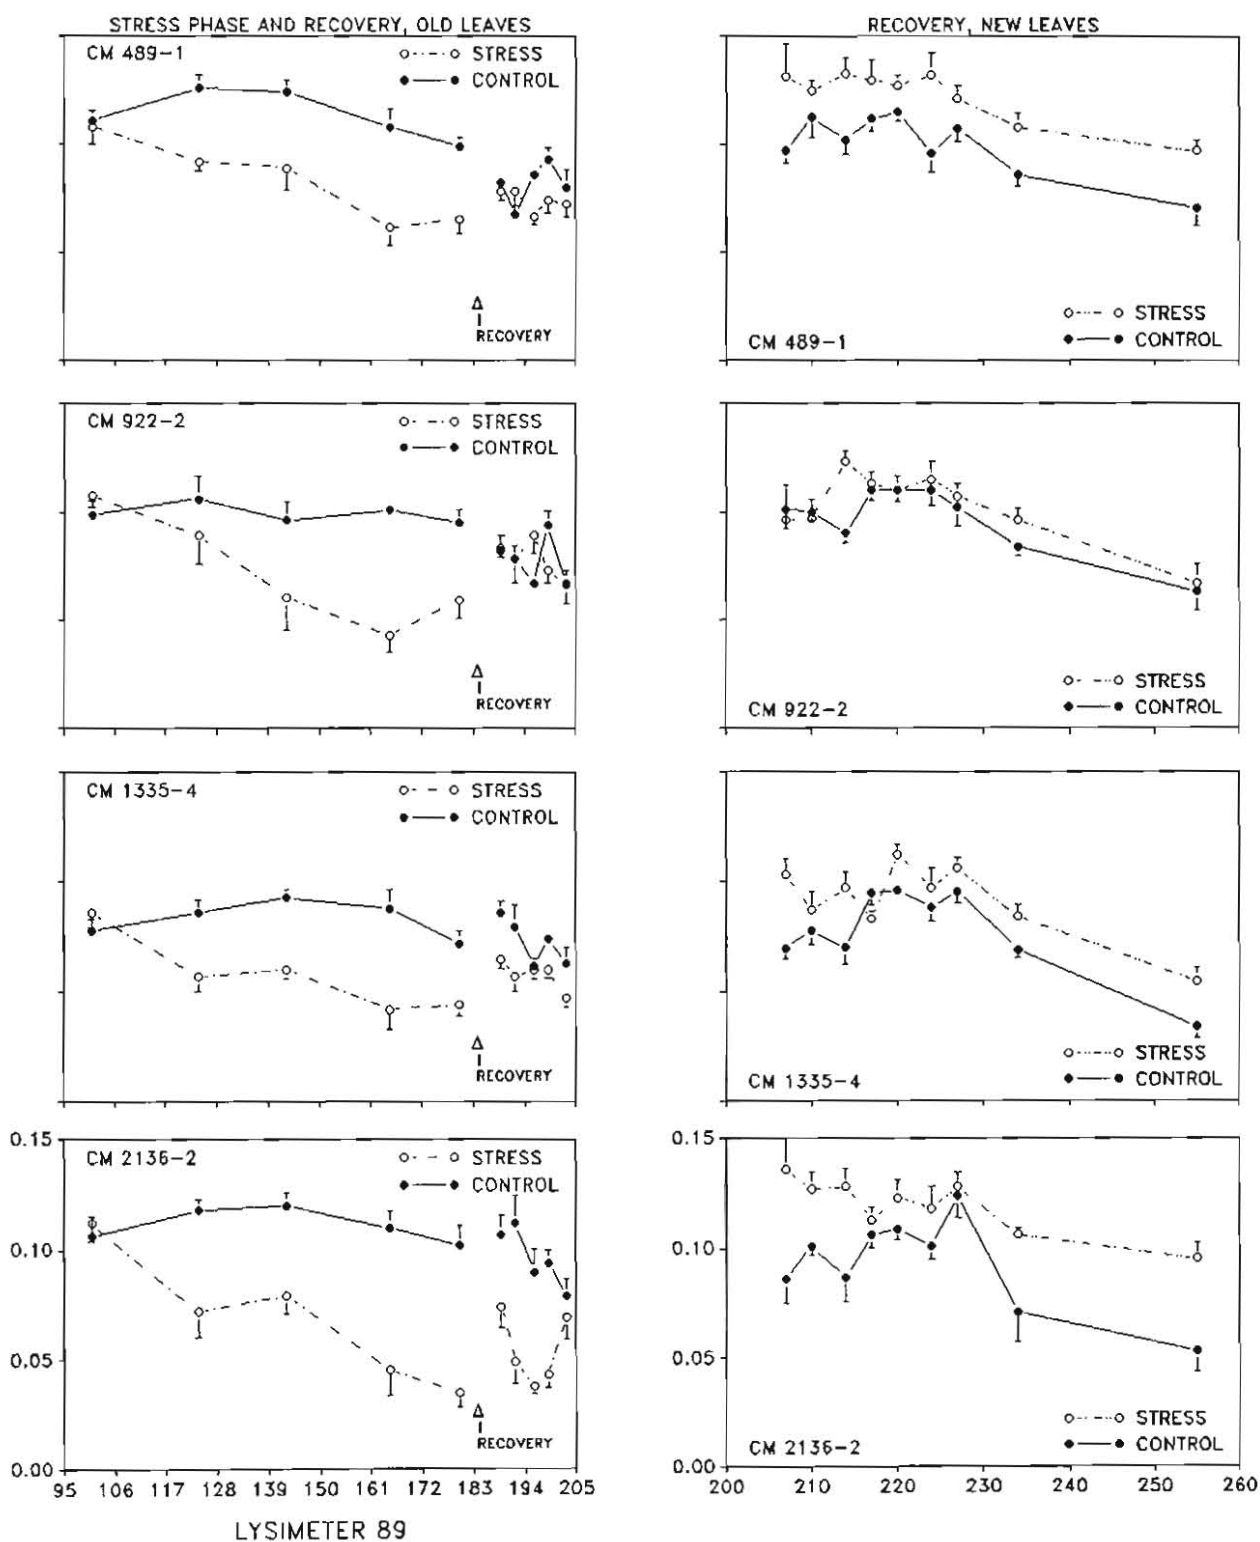 STRESS PHASE AND RECOVERY, OLD LEAVES
CM 489-1
STRESS
CONTROL
Δ
RECOVERY
RECOVERY, NEW LEAVES
STRESS
CONTROL
CM 489-1
CM 922-2
STRESS
CONTROL
Δ
RECOVERY
STRESS
CONTROL
CM 922-2
CM 1335-4
STRESS
CONTROL
Δ
RECOVERY
STRESS
CONTROL
CM 1335-4
0.15
0.10
0.05
0.00
CM 2136-2
STRESS
CONTROL
Δ
RECOVERY
95 106 117 128 139 150 161 172 183 194 205
0.15
0.10
0.05
0.00
STRESS
CONTROL
CM 2136-2
200 210 220 230 240 250 260
LYSIMETER 89